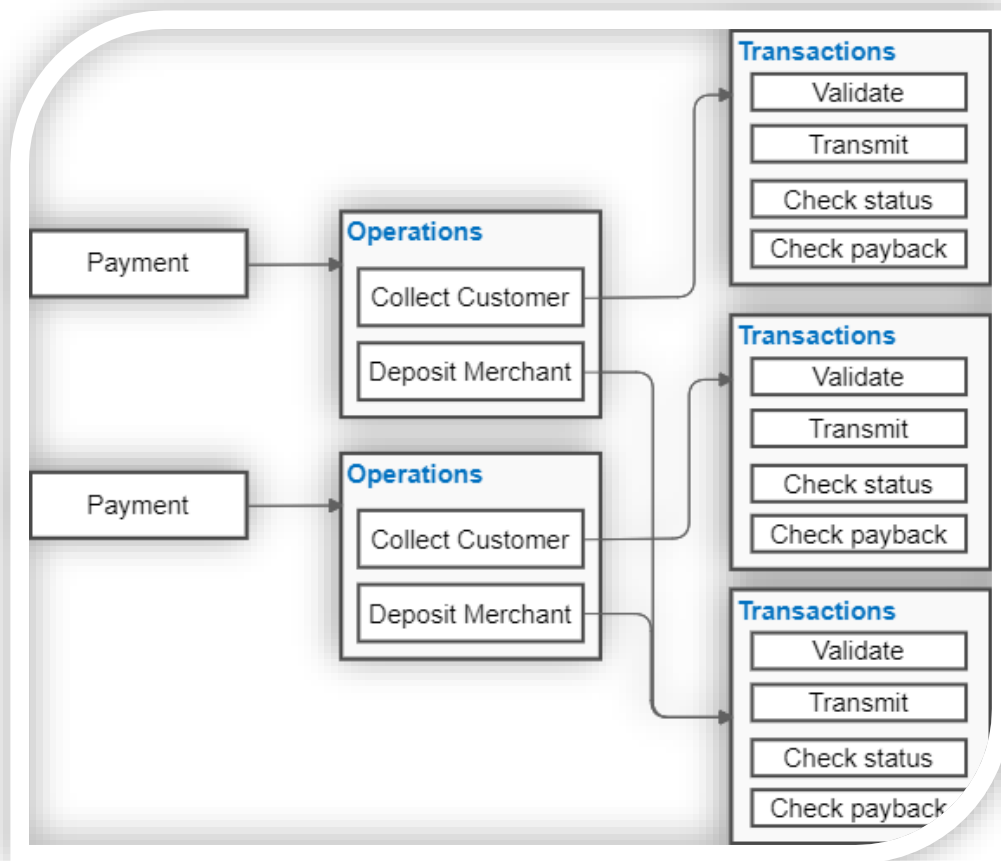 Payment
Payment
Operations
Collect Customer
Deposit Merchant
Operations
Collect Customer
Deposit Merchant
Transactions
Validate
Transmit
Check status
Check payback
Transactions
Validate
Transmit
Check status
Check payback
Transactions
Validate
Transmit
Check status
Check payback